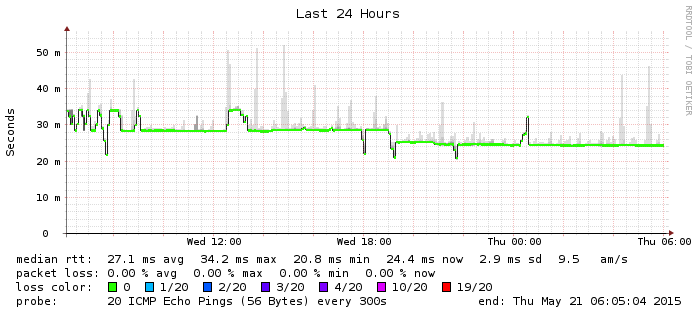 Last 24 Hours
RRDTOOL / TOBI OETIKER
Seconds
50 m
40 m
30 m
20 m
10 m
0
Wed 12:00 Wed 18:00 Thu 00:00 Thu 06:00
median rtt: 27.1 ms avg 34.2 ms max 20.8 ms min 24.4 ms now 2.9 ms sd 9.5 am/s
packet loss: 0.00 % avg 0.00 % max 0.00 % min 0.00 % now
loss color: 0 1/20 2/20 3/20 4/20 10/20 19/20
probe: 20 ICMP Echo Pings (56 Bytes) every 300s end: Thu May 21 06:05:04 2015